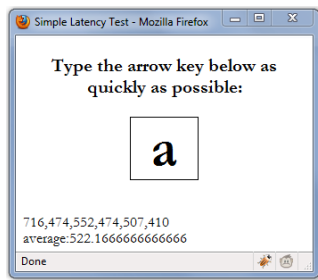 Simple Latency Test - Mozilla Firefox
Type the arrow key below as
quickly as possible:
a
716,474,552,474,507,410
average:522.1666666666666
Done